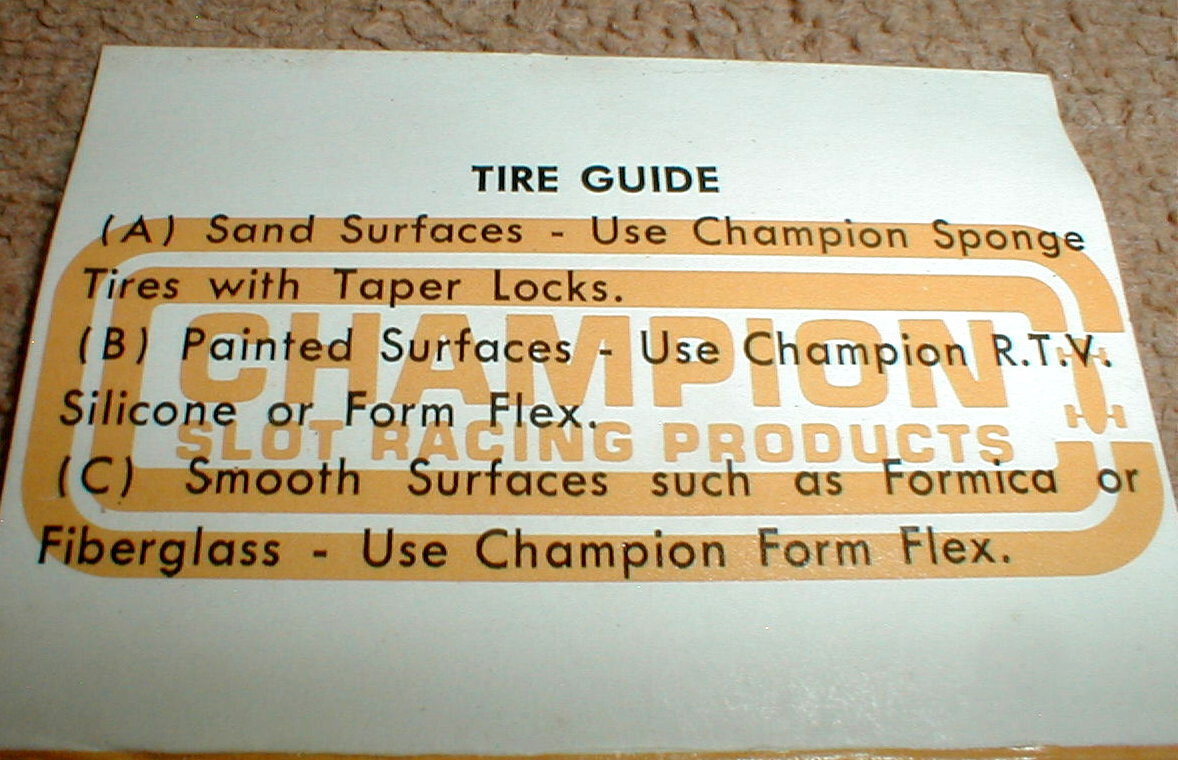 TIRE GUIDE
(A) Sand Surfaces - Use Champion Sponge
Tires with Taper Locks.
CHAMPION
(B) Painted Surfaces - Use Champion R.T.V.
Silicone or Form Flex.
SLOT RACING PRODUCTS
(C) Smooth Surfaces such as Formica or
Fiberglass - Use Champion Form Flex.